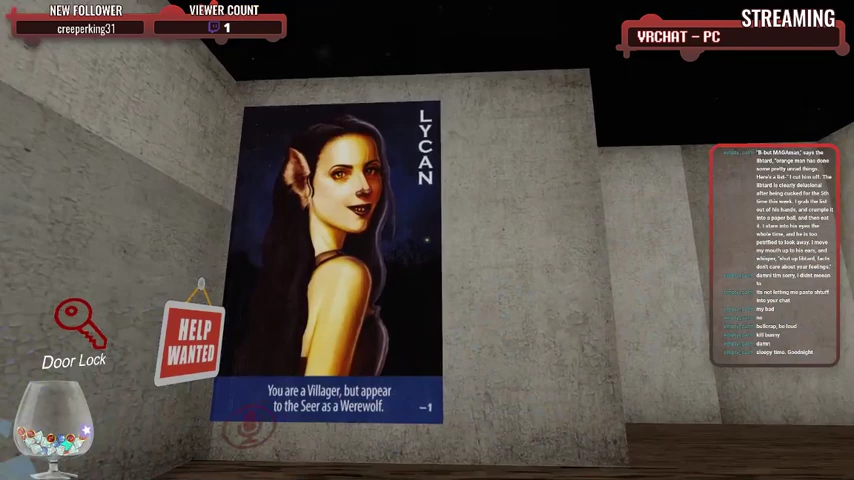 NEW FOLLOWER
creeperking31
VIEWER COUNT
1
STREAMING
VRCHAT – PC
LYCAN
HELP
WANTED
Door Lock
You are a Villager, but appear
to the Seer as a Werewolf.
–1
"B-but MAGAman," says the
libtard, "orange man has done
some pretty unrad things.
Here's a list-" I cut him off. The
libtard is clearly delusional
after being cucked for the 5th
time this week. I grab the list
out of his hands, and crumple it
into a paper ball, and then eat
it. I stare into his eyes the
whole time, and he is too
petrified to look away. I move
my mouth up to his ears, and
whisper, "shut up libtard, facts
don't care about your feelings."
damni tim sorry, i didnt
to
its not letting me paste
into your chat
my bad
no
be loud
kill bunny
damn
sleepy time. Goodnight